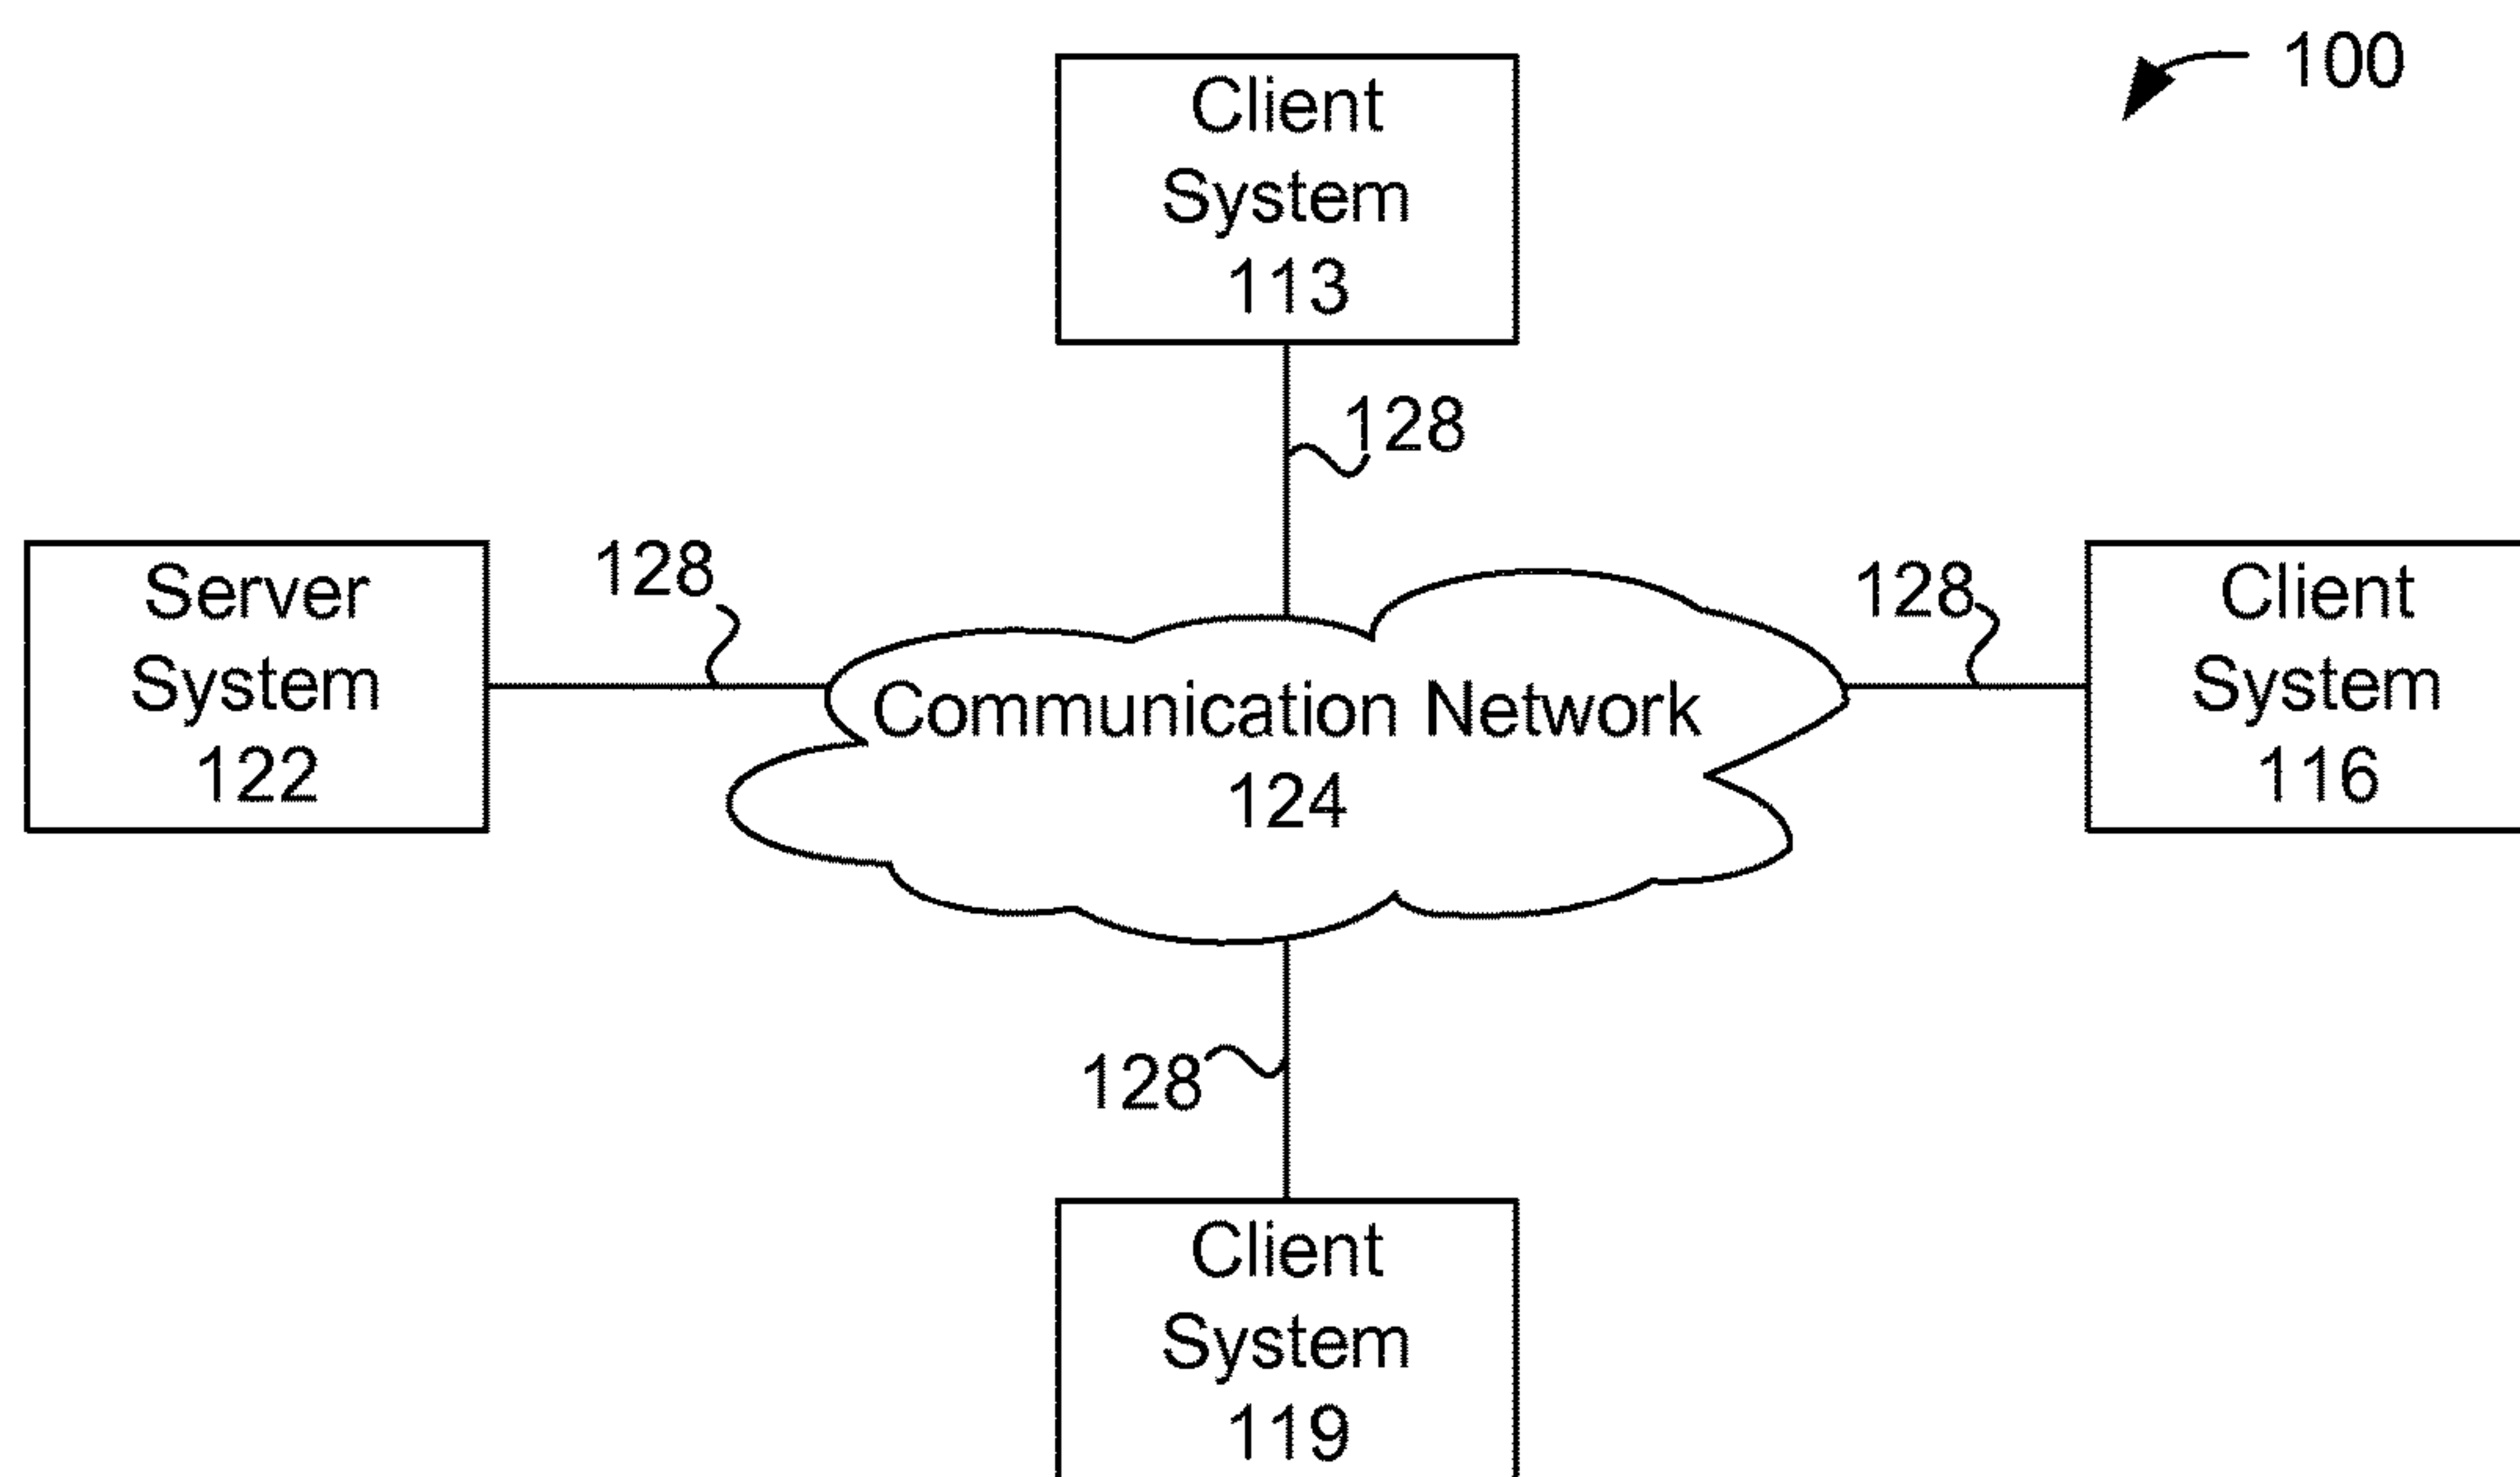 100
Client
System
113
128
Server
System
122
128
128
Client
System
116
Communication Network
124
128
Client
System
119